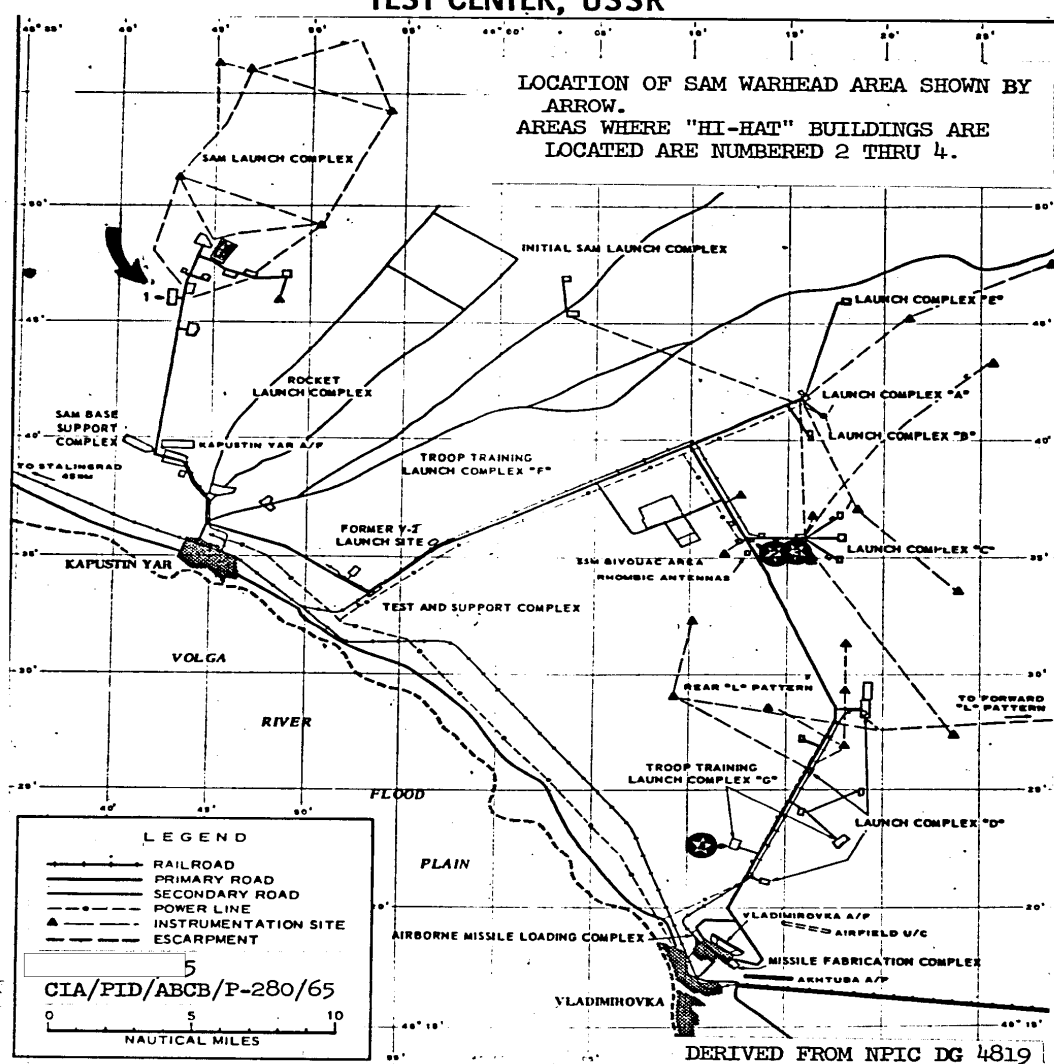 TEST CENTER, USSR
LOCATION OF SAM WARHEAD AREA SHOWN BY
ARROW.
AREAS WHERE "HI-HAT" BUILDINGS ARE
LOCATED ARE NUMBERED 2 THRU 4.
SAM LAUNCH COMPLEX
INITIAL SAM LAUNCH COMPLEX
1
LAUNCH COMPLEX "E"
ROCKET
LAUNCH COMPLEX
LAUNCH COMPLEX "A"
SAM BASE
SUPPORT
COMPLEX
KAPUSTIN YAR A/F
LAUNCH COMPLEX "B"
TROOP TRAINING
LAUNCH COMPLEX "F"
TO STALINGRAD
45NM
FORMER V-2
LAUNCH SITE
LAUNCH COMPLEX "C"
KAPUSTIN YAR
SSM BIVOUAC AREA
RHOMBIC ANTENNAS
TEST AND SUPPORT COMPLEX
VOLGA
REAR "L" PATTERN
TO FORWARD
"L" PATTERN
RIVER
TROOP TRAINING
LAUNCH COMPLEX "G"
FLOOD
LAUNCH COMPLEX "D"
PLAIN
LEGEND
RAILROAD
PRIMARY ROAD
SECONDARY ROAD
POWER LINE
INSTRUMENTATION SITE
ESCARPMENT
VLADIMIROVKA A/F
AIRFIELD U/C
AIRBORNE MISSILE LOADING COMPLEX
MISSILE FABRICATION COMPLEX
AKHTUBA A/F
5
CIA/PID/ABCB/P-280/65
0 5 10
NAUTICAL MILES
VLADIMIROVKA
48°15'
DERIVED FROM NPIC DG 4819